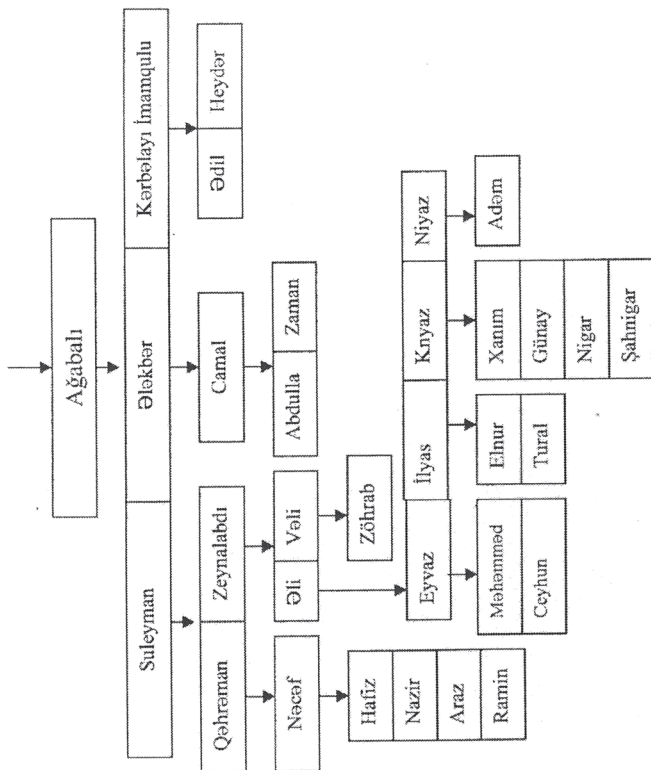 Ağabalı
Suleyman
Ələkbər
Kərbəlayı İmamqulu
Qəhrəman
Zeynalabdı
Camal
Ədil
Heydər
Nəcəf
Əli
Vəli
Abdulla
Zaman
Hafiz
Nazir
Araz
Ramin
Zöhrab
Eyvaz
İlyas
Knyaz
Niyaz
Məhəmməd
Ceyhun
Elnur
Tural
Xanım
Günay
Nigar
Şahnigar
Adəm